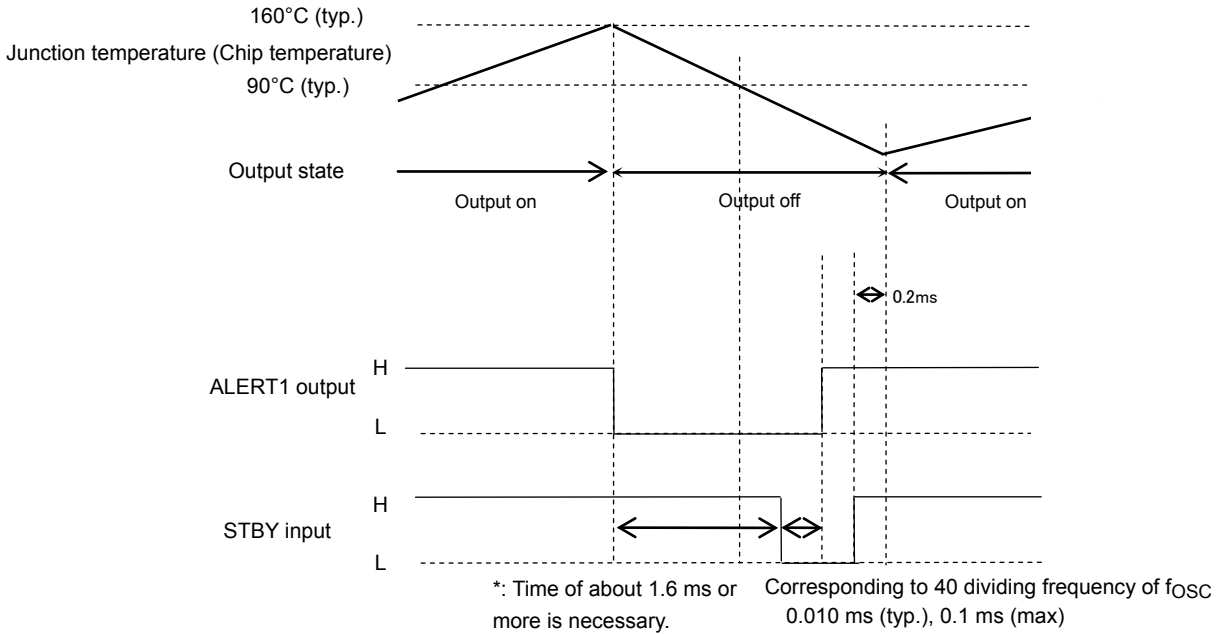 160°C (typ.)
Junction temperature (Chip temperature)
90°C (typ.)
Output state
Output on
Output off
Output on
0.2ms
H
ALERT1 output
L
H
STBY input
L
*: Time of about 1.6 ms or
more is necessary.
Corresponding to 40 dividing frequency of fOSC
0.010 ms (typ.), 0.1 ms (max)